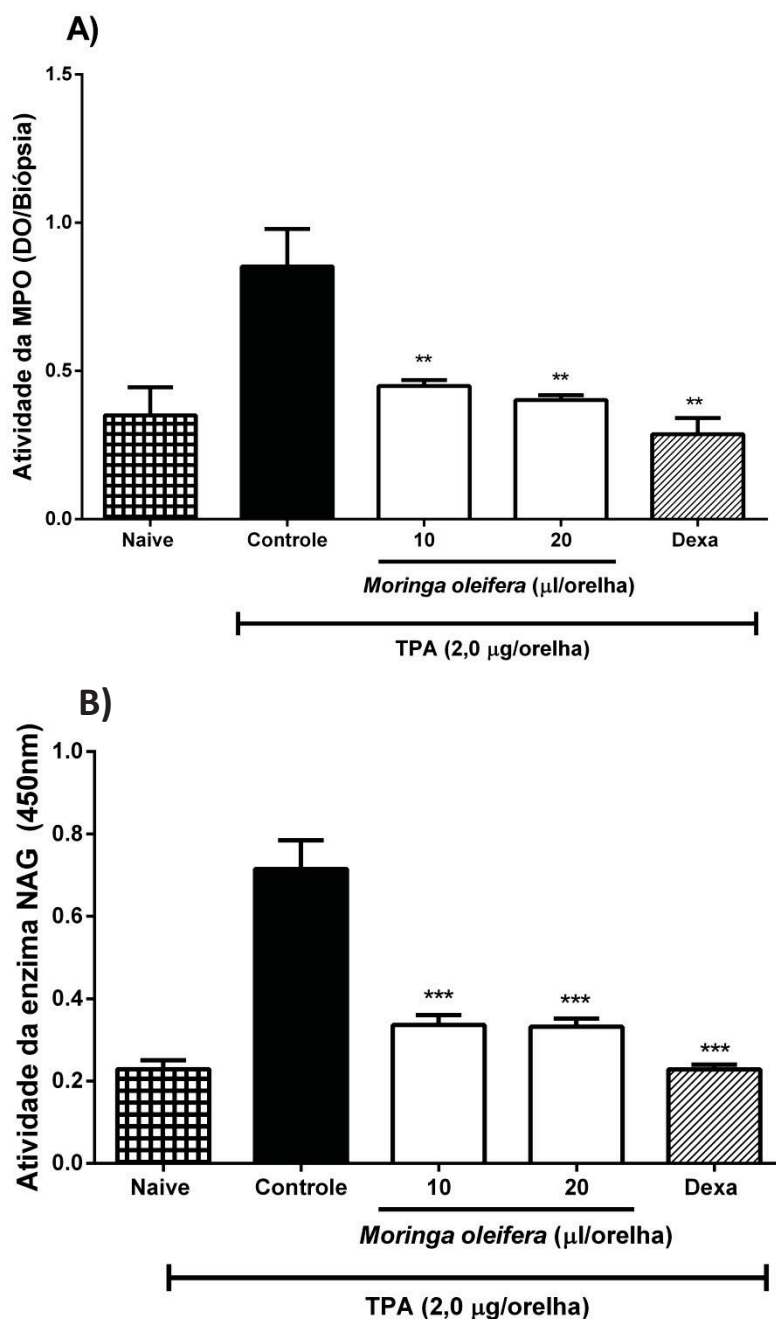 A)
Atividade da MPO (DO/Biópsia)
1.5
1.0
0.5
0.0
**
**
**
Naive Controle 10 20 Dexa
Moringa oleifera (µl/orelha)
TPA (2,0 µg/orelha)
B)
Atividade da enzima NAG (450nm)
1.0
0.8
0.6
0.4
0.2
0.0
***
***
***
Naive Controle 10 20 Dexa
Moringa oleifera (µl/orelha)
TPA (2,0 µg/orelha)